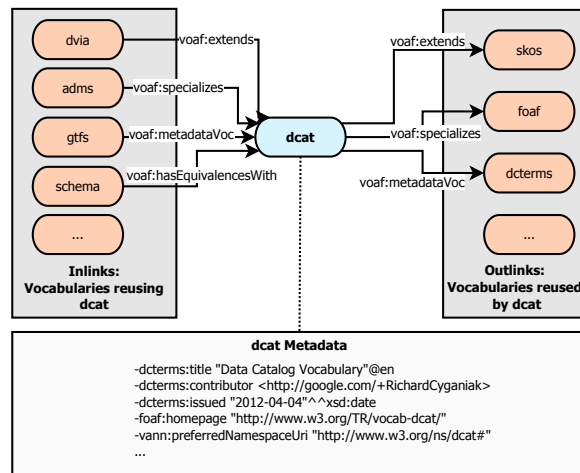 dvia
adms
gtfs
schema
...
Inlinks:
Vocabularies reusing
dcat
voaf:extends
voaf:specializes
voaf:metadataVoc
voaf:hasEquivalencesWith
dcat
voaf:extends
voaf:specializes
voaf:metadataVoc
skos
foaf
dcterms
...
Outlinks:
Vocabularies reused
by dcat
dcat Metadata
-dcterms:title "Data Catalog Vocabulary"@en
-dcterms:contributor <http://google.com/+RichardCyganiak>
-dcterms:issued "2012-04-04"^^xsd:date
-foaf:homepage "http://www.w3.org/TR/vocab-dcat/"
-vann:preferredNamespaceUri "http://www.w3.org/ns/dcat#"
...